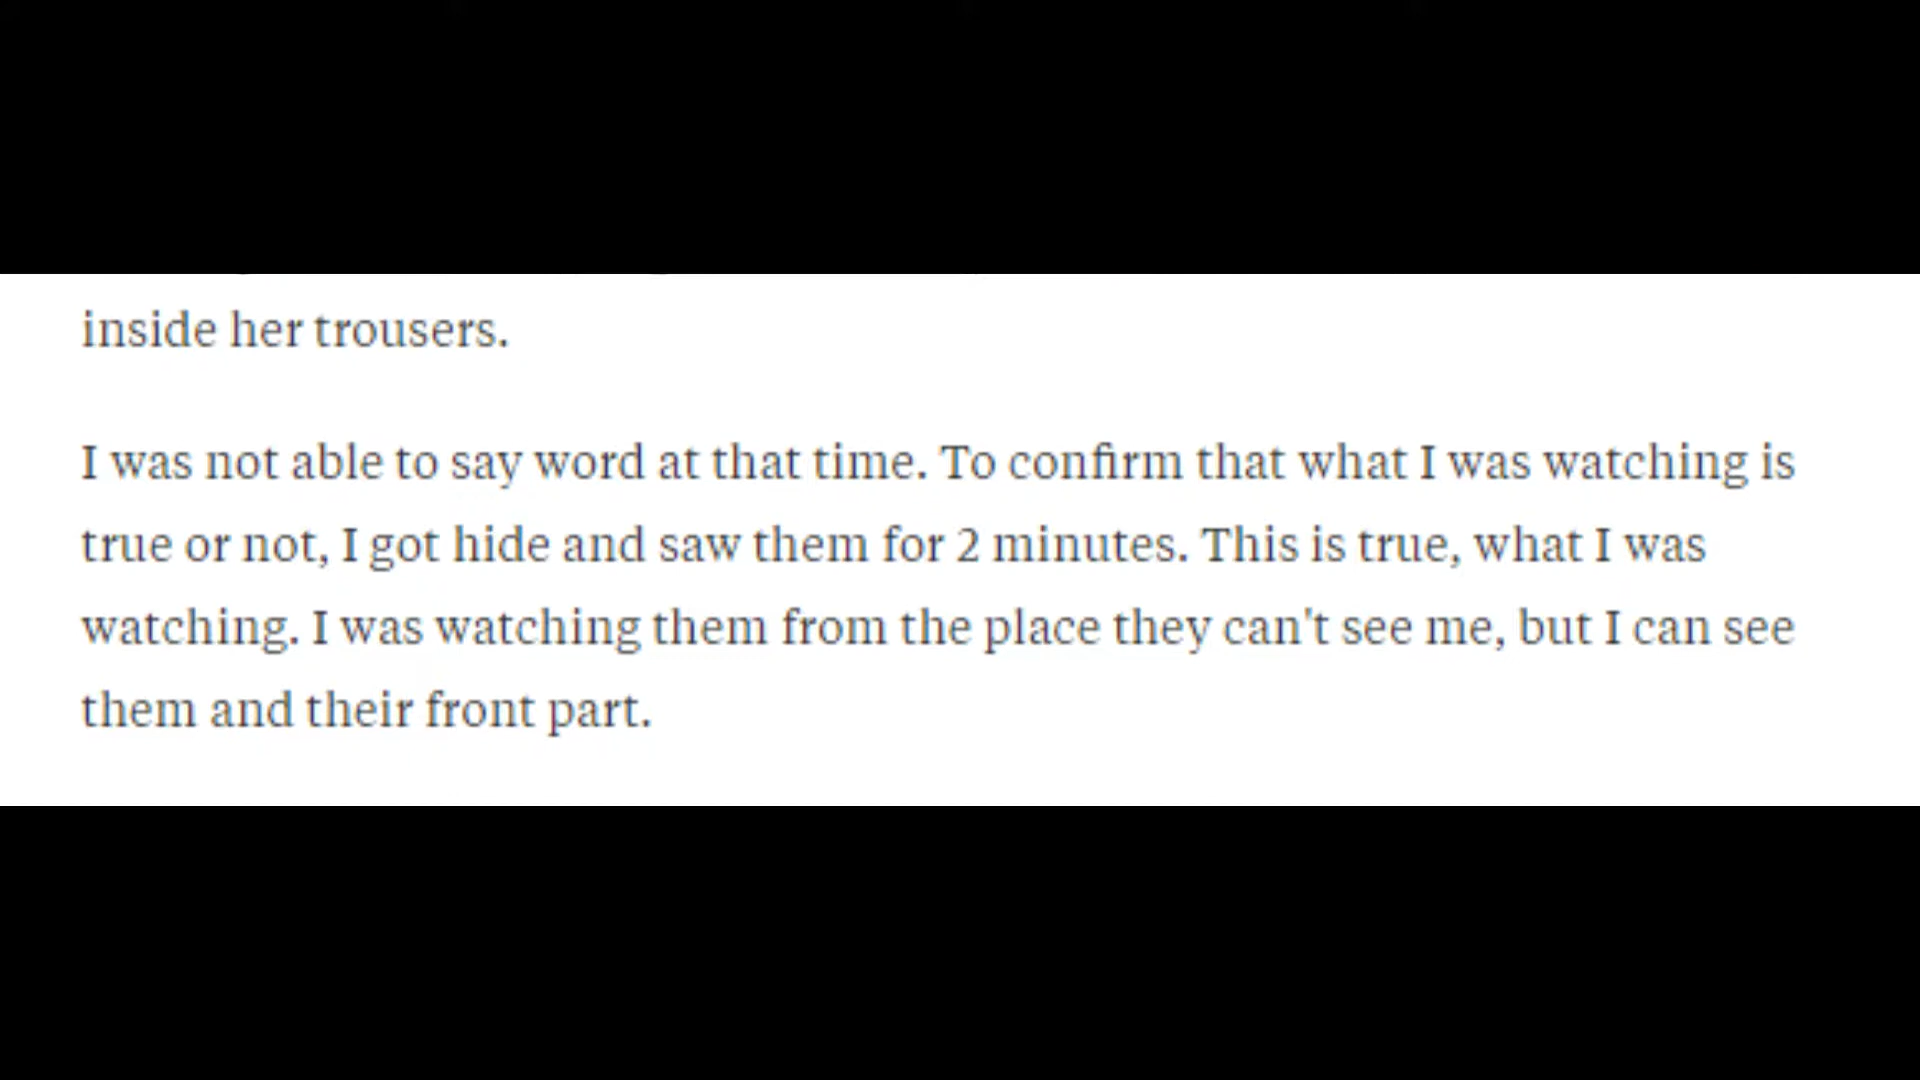 inside her trousers.
I was not able to say word at that time. To confirm that what I was watching is
true or not, I got hide and saw them for 2 minutes. This is true, what I was
watching. I was watching them from the place they can't see me, but I can see
them and their front part.